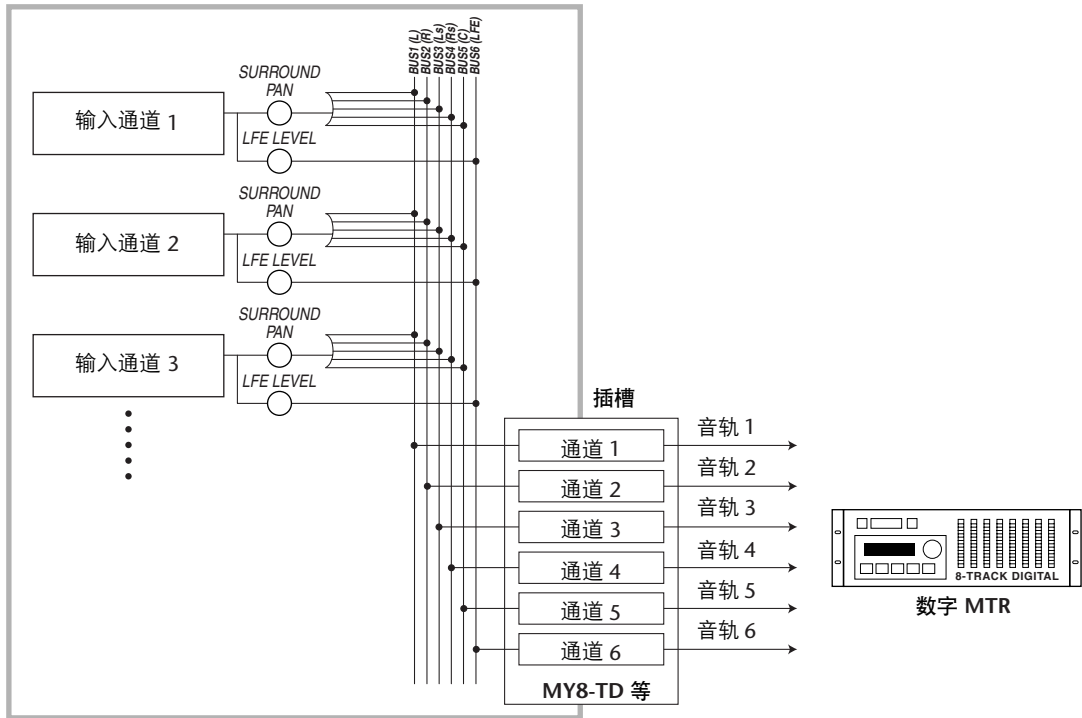 BUS1 (L)
BUS2 (R)
BUS3 (Ls)
BUS4 (Rs)
BUS5 (C)
BUS6 (LFE)
SURROUND
PAN
输入通道 1
LFE LEVEL
SURROUND
PAN
输入通道 2
LFE LEVEL
SURROUND
PAN
输入通道 3
LFE LEVEL
插槽
通道 1
音轨 1
通道 2
音轨 2
通道 3
音轨 3
通道 4
音轨 4
通道 5
音轨 5
通道 6
音轨 6
MY8-TD 等
8-TRACK DIGITAL
数字 MTR